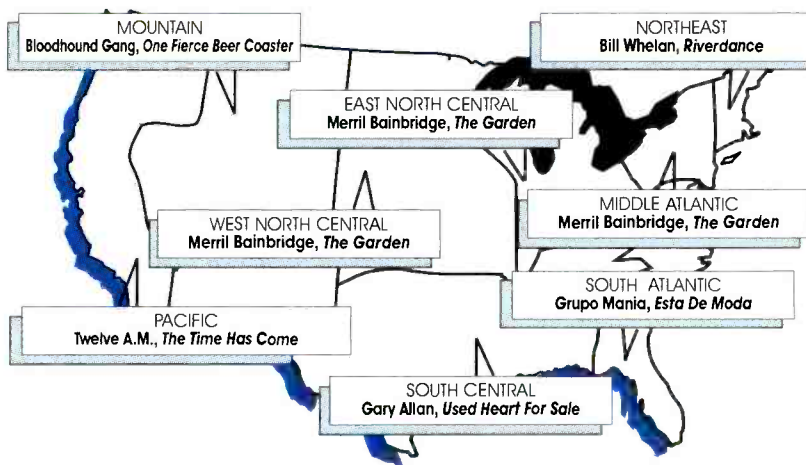 MOUNTAIN
Bloodhound Gang, One Fierce Beer Coaster
NORTHEAST
Bill Whelan, Riverdance
EAST NORTH CENTRAL
Merril Bainbridge, The Garden
WEST NORTH CENTRAL
Merril Bainbridge, The Garden
MIDDLE ATLANTIC
Merril Bainbridge, The Garden
SOUTH ATLANTIC
Grupo Mania, Esta De Moda
PACIFIC
Twelve A.M., The Time Has Come
SOUTH CENTRAL
Gary Allan, Used Heart For Sale